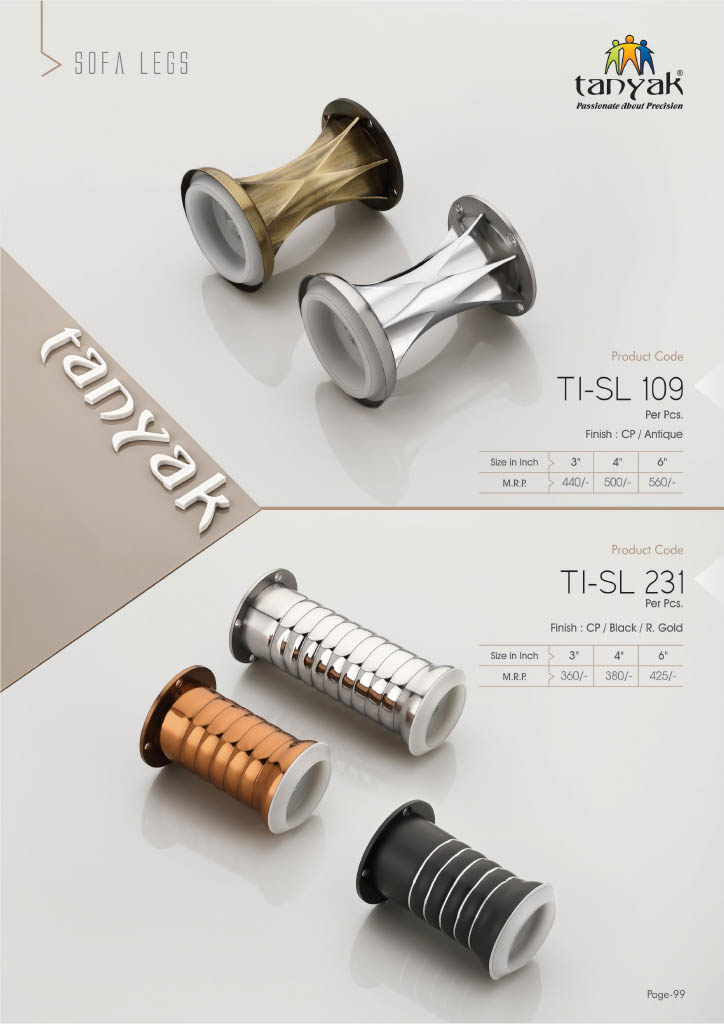 SOFA LEGS
tanyak®
Passionate About Precision
tanyak
Product Code
TI-SL 109
Per Pcs.
Finish : CP / Antique
Size in Inch 3" 4" 6"
M.R.P. 440/- 500/- 560/-
Product Code
TI-SL 231
Per Pcs.
Finish : CP / Black / R. Gold
Size in Inch 3" 4" 6"
M.R.P. 360/- 380/- 425/-
Page-99